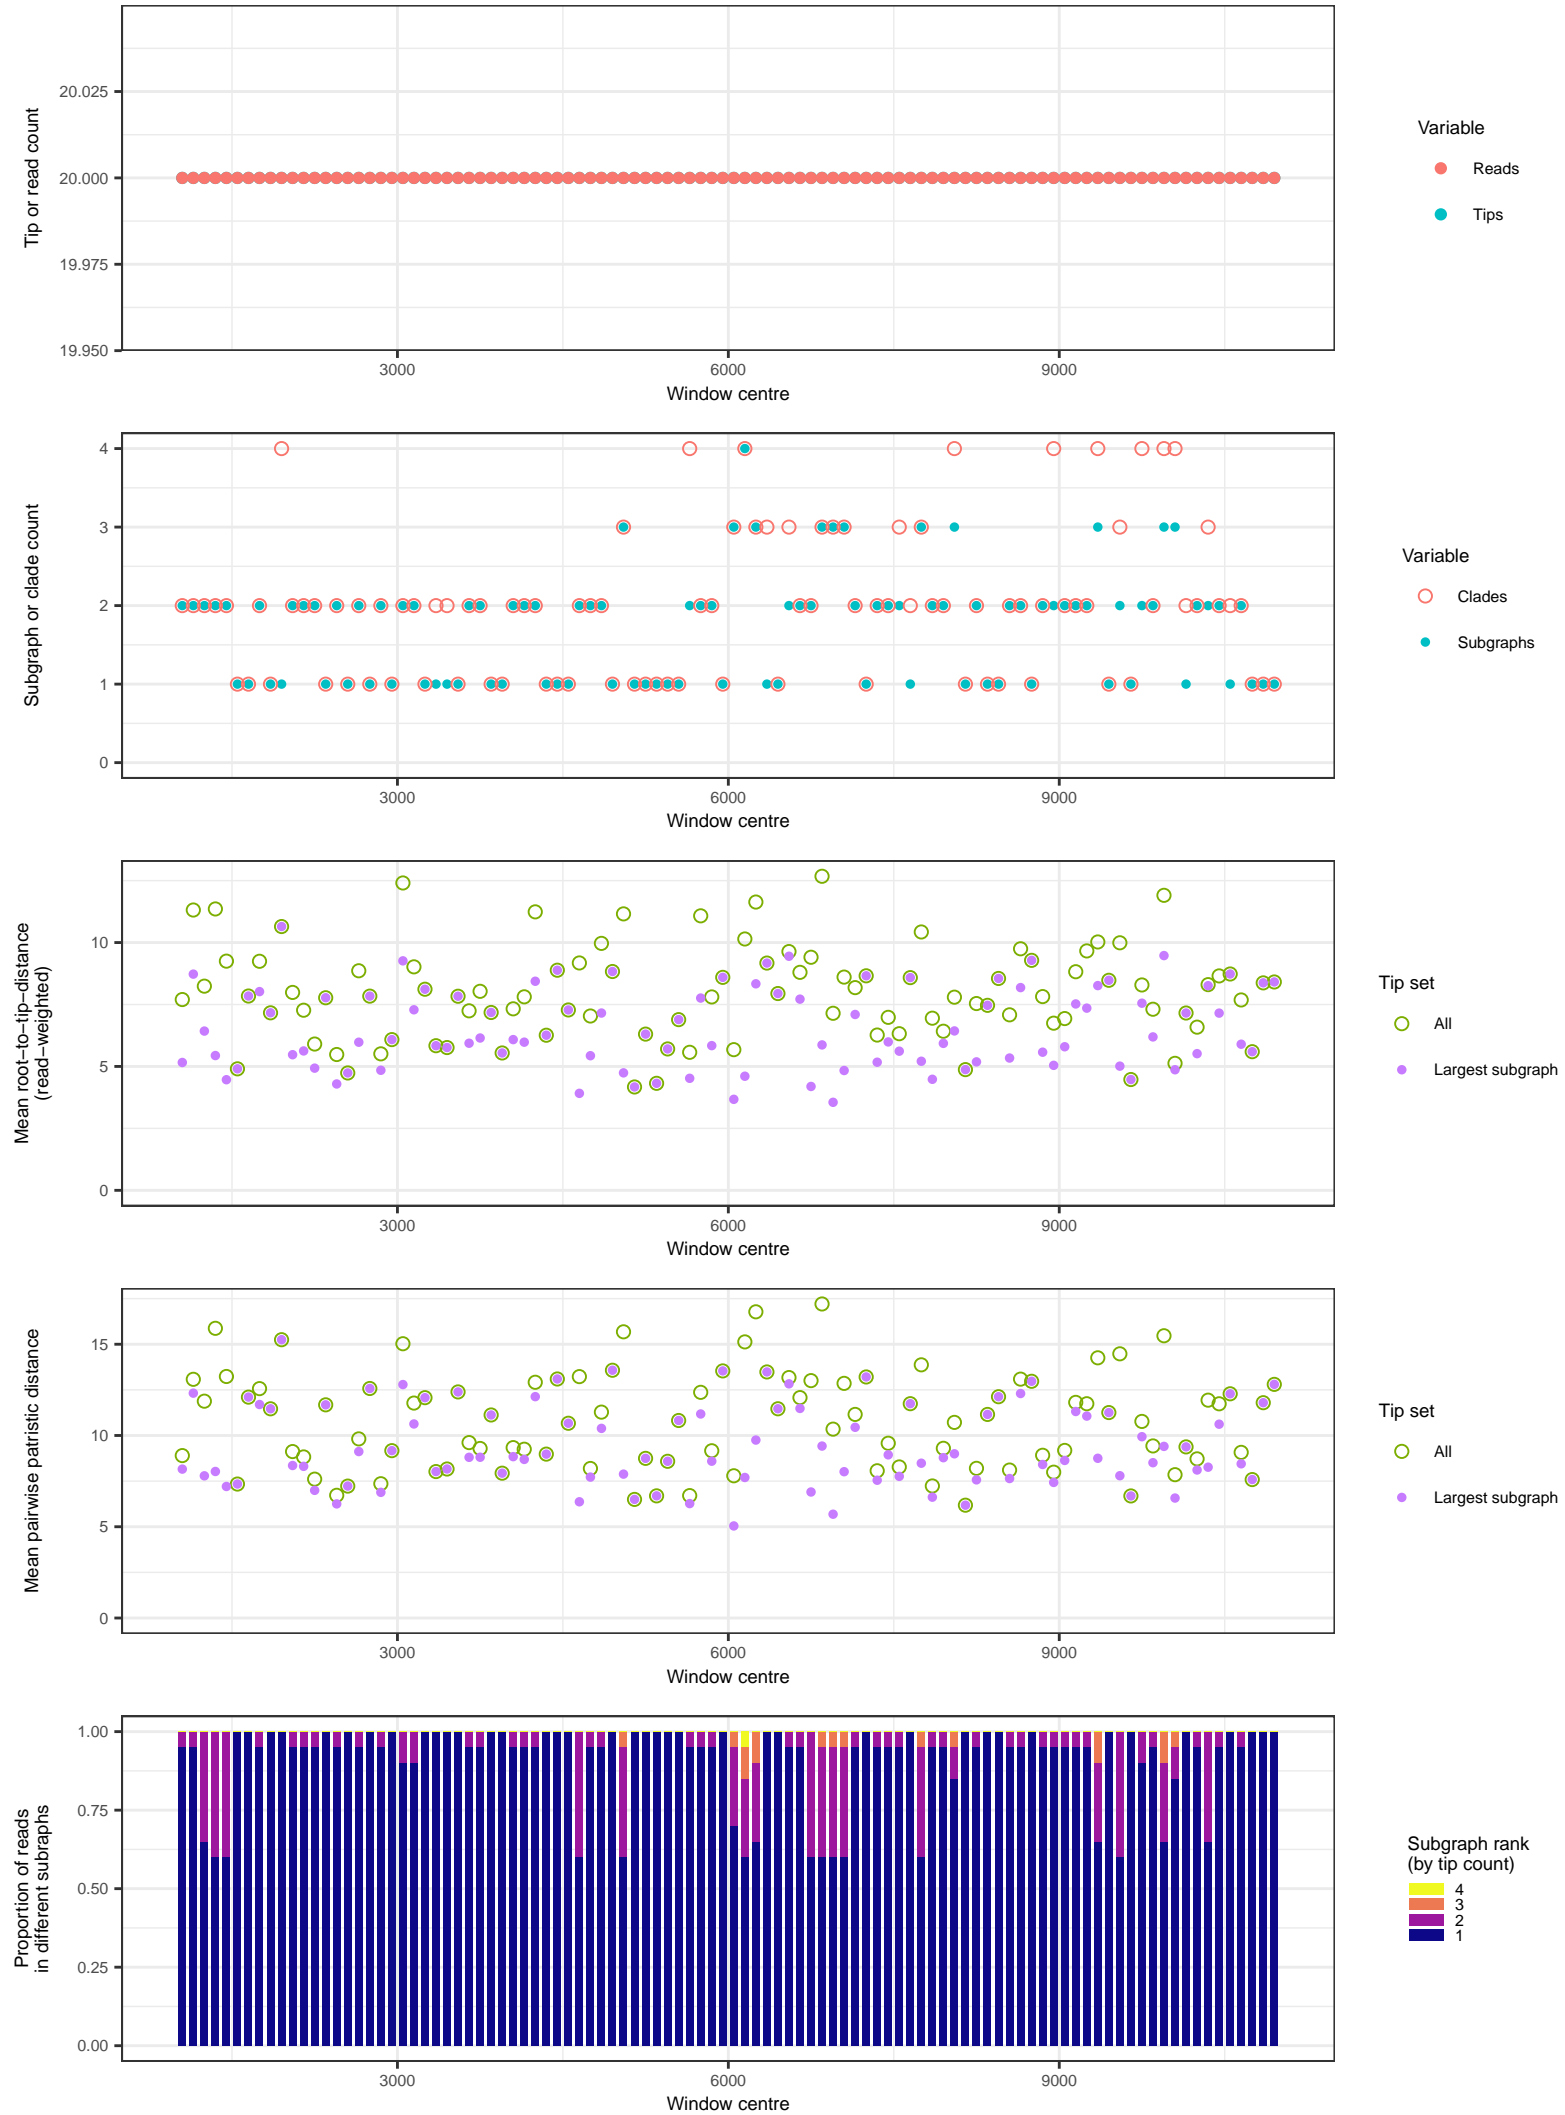 Tip or read count
20.025
20.000
19.975
19.950
3000 6000 9000
Window centre
Variable
Reads
Tips
Subgraph or clade count
4
3
2
1
0
3000 6000 9000
Window centre
Variable
Clades
Subgraphs
Mean root−to−tip−distance
(read−weighted)
10
5
0
3000 6000 9000
Window centre
Tip set
All
Largest subgraph
Mean pairwise patristic distance
15
10
5
0
3000 6000 9000
Window centre
Tip set
All
Largest subgraph
Proportion of reads
in different subraphs
1.00
0.75
0.50
0.25
0.00
3000 6000 9000
Window centre
Subgraph rank
(by tip count)
4
3
2
1